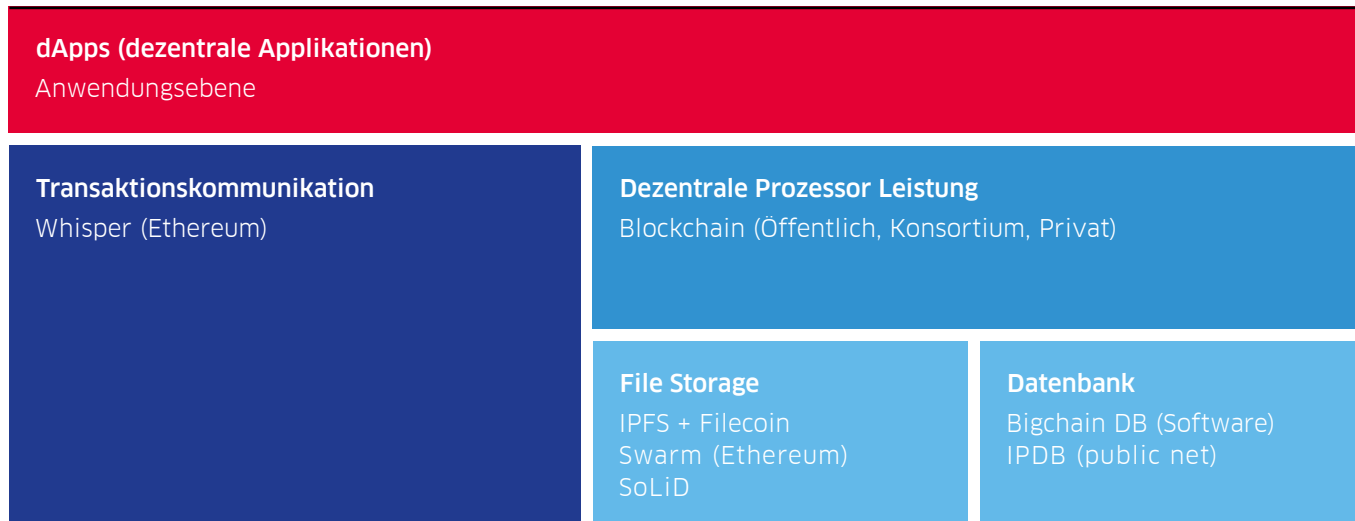 dApps (dezentrale Applikationen)
Anwendungsebene
Transaktionskommunikation
Whisper (Ethereum)
Dezentrale Prozessor Leistung
Blockchain (Öffentlich, Konsortium, Privat)
File Storage
IPFS + Filecoin
Swarm (Ethereum)
SoLiD
Datenbank
Bigchain DB (Software)
IPDB (public net)